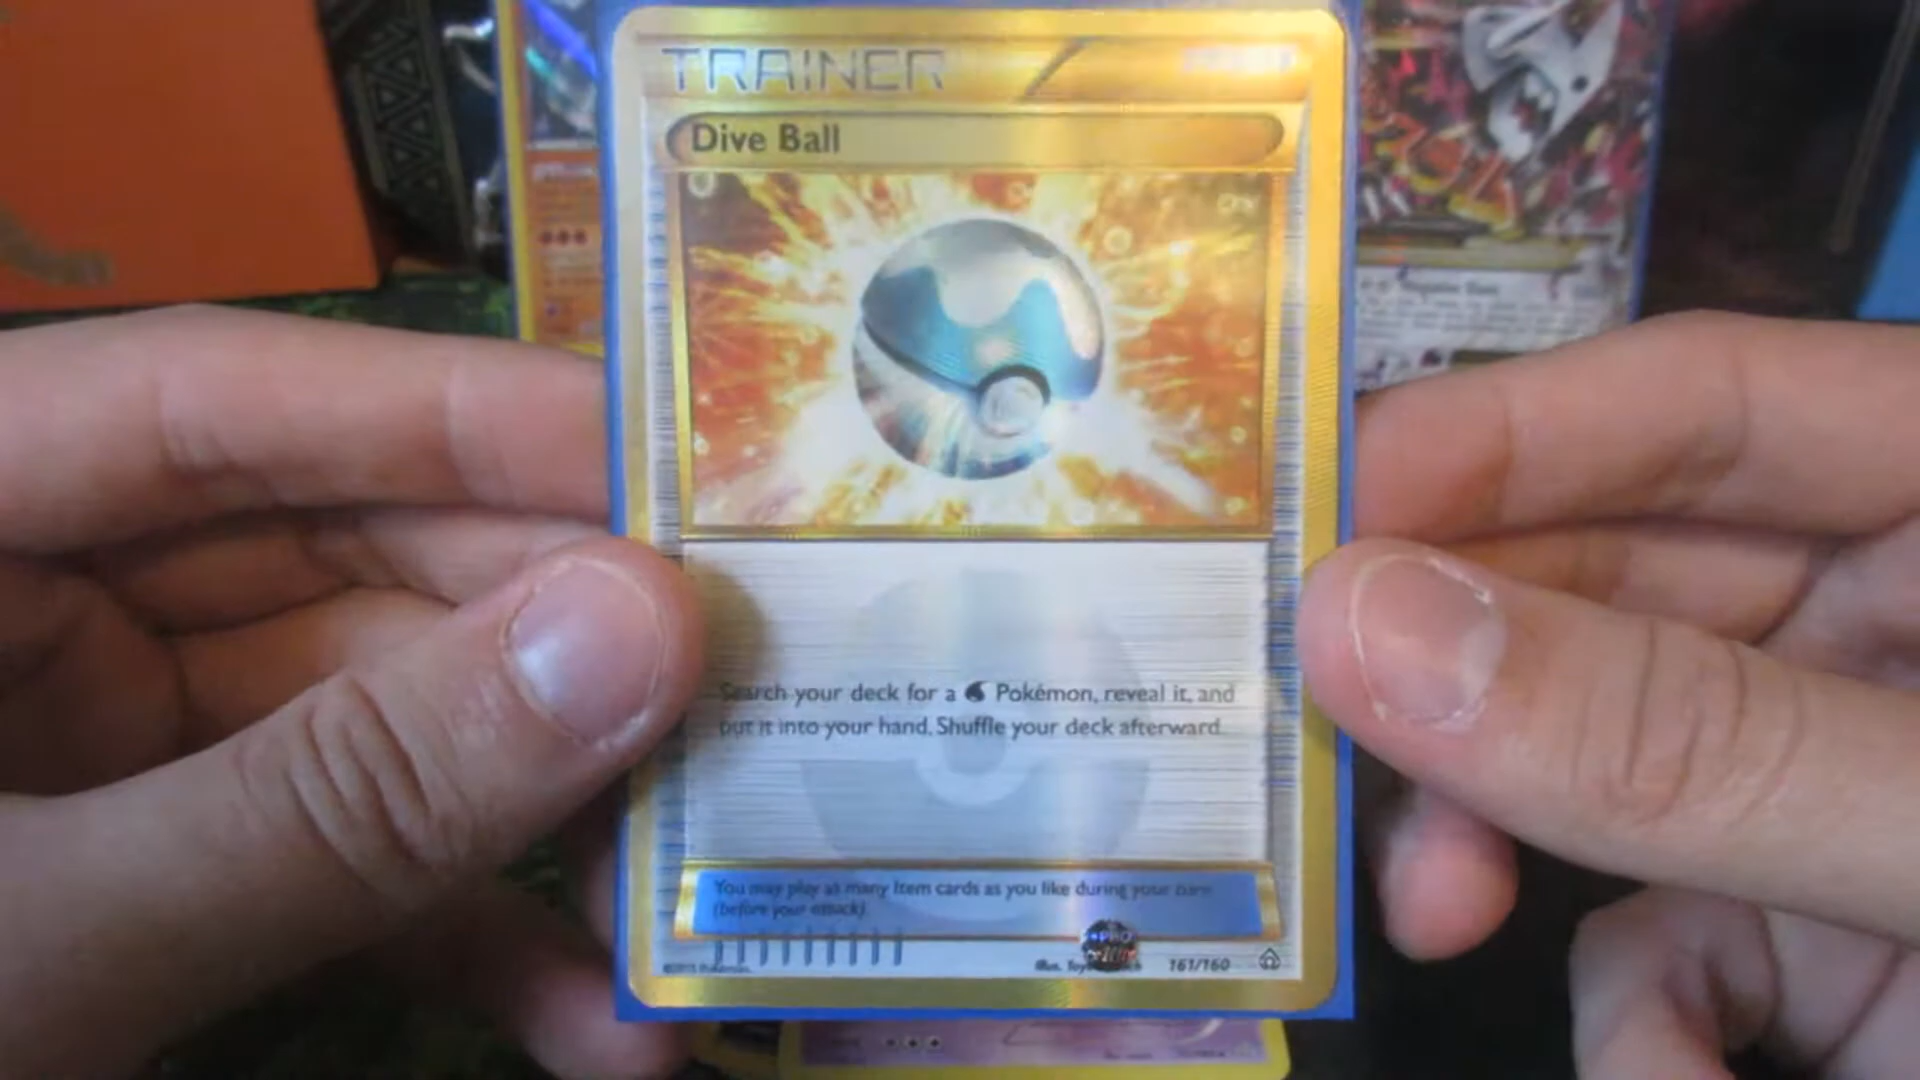 TRAINER
Dive Ball
Search your deck for a Pokémon, reveal it, and
put it into your hand. Shuffle your deck afterward.
You may play as many Item cards as you like during your turn
(before your attack).
Illus.
161/160